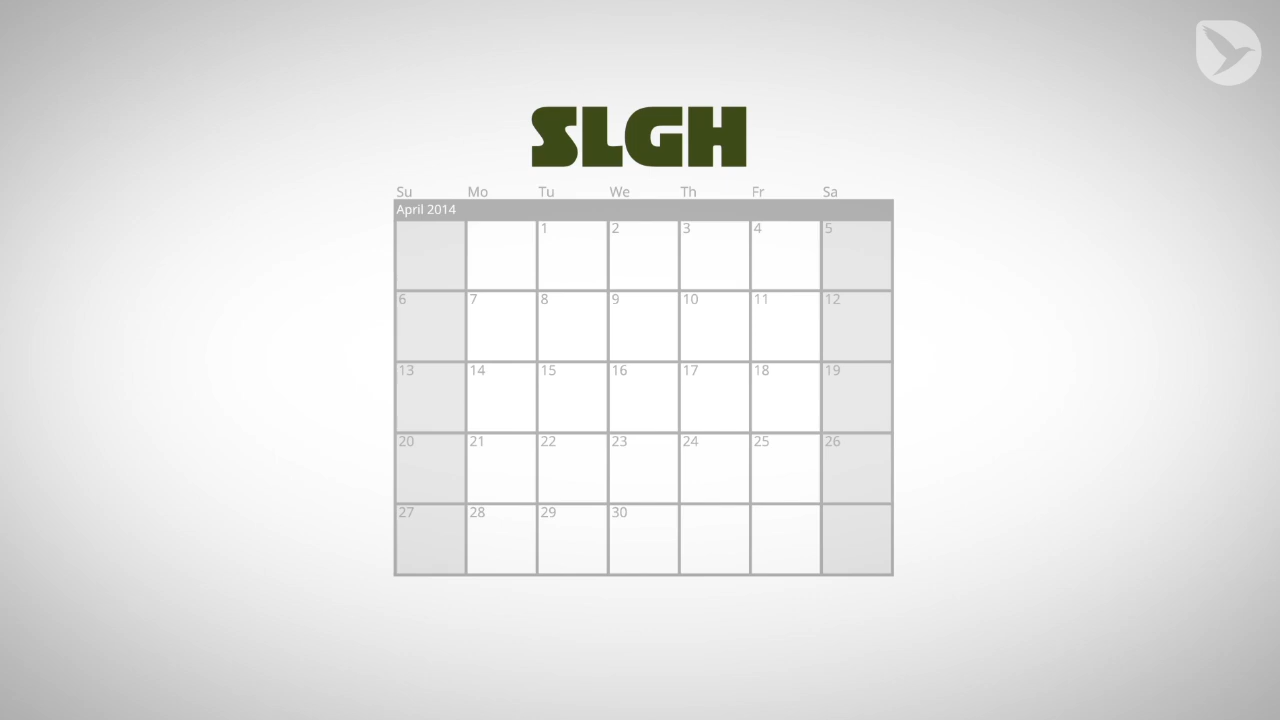 SLGH
Su Mo Tu We Th Fr Sa
April 2014
1 2 3 4 5
6 7 8 9 10 11 12
13 14 15 16 17 18 19
20 21 22 23 24 25 26
27 28 29 30